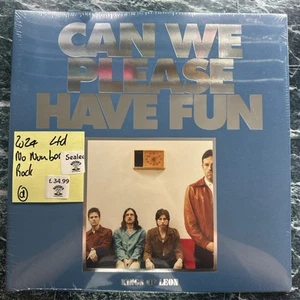 CAN WE
PLEASE
HAVE FUN
2024 Ltd
No Number
Rock
Sealed
£34.99
KINGS OF LEON